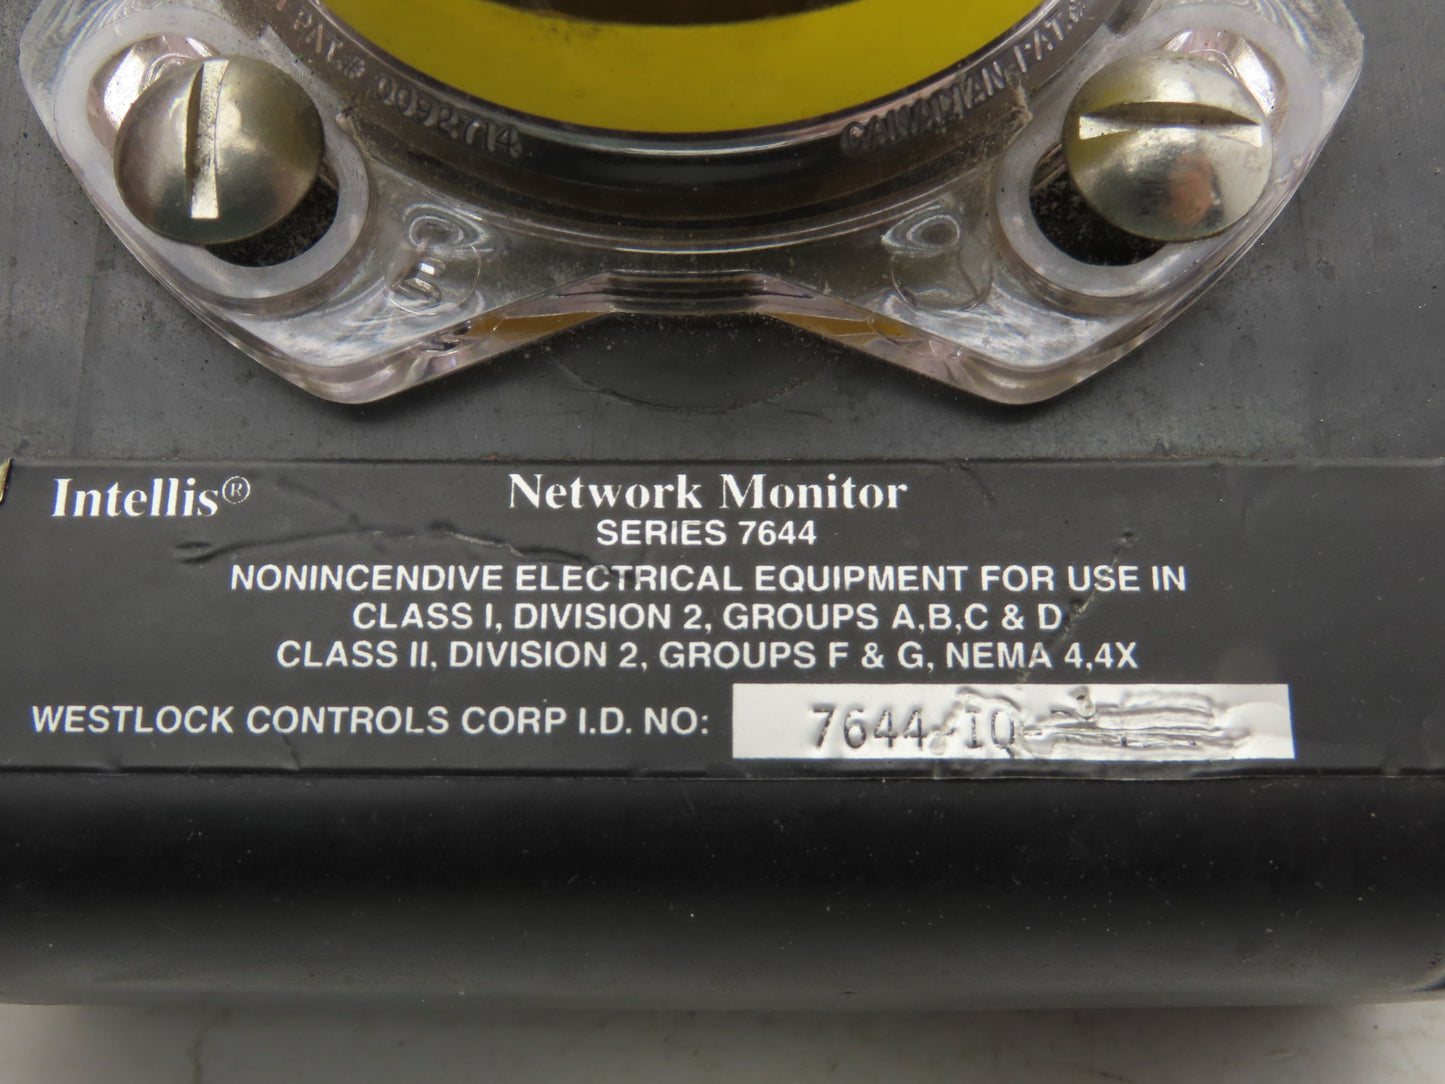 PAT.# 0092714
CANADIAN PAT.#
Intellis® Network Monitor
SERIES 7644
NONINCENDIVE ELECTRICAL EQUIPMENT FOR USE IN
CLASS I, DIVISION 2, GROUPS A,B,C & D
CLASS II, DIVISION 2, GROUPS F & G, NEMA 4,4X
WESTLOCK CONTROLS CORP I.D. NO: 7644-IQ-